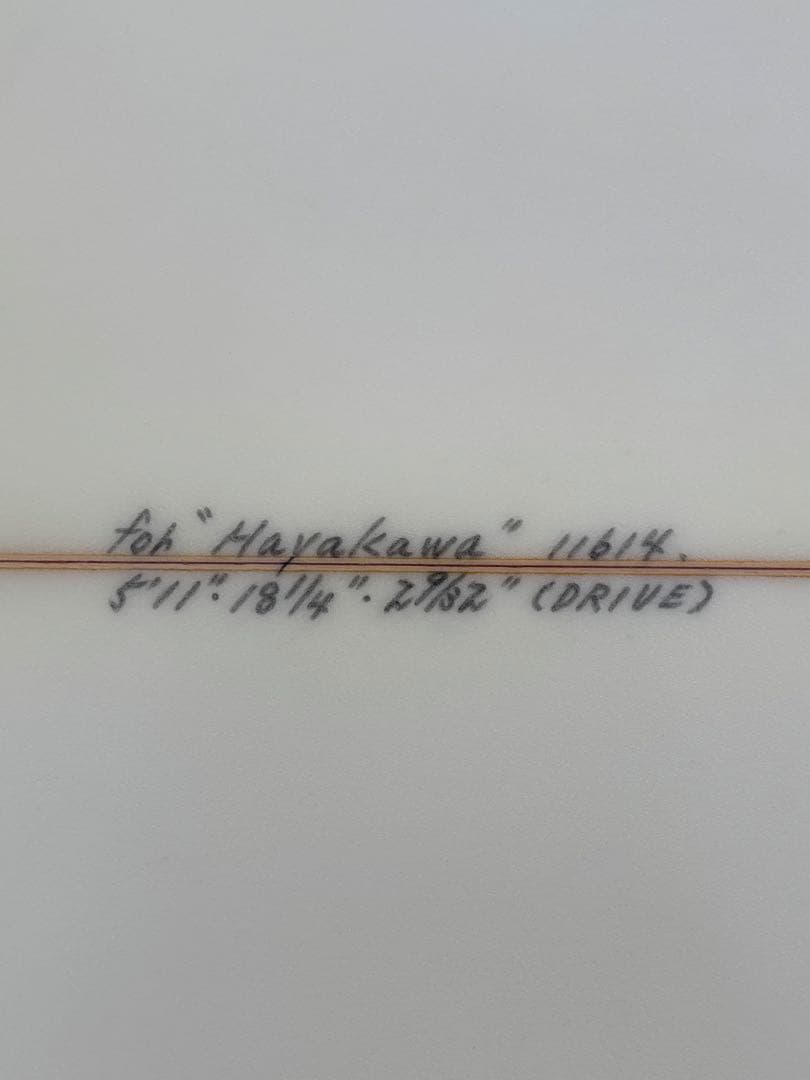 for "Hayakawa" 11614.
5'11"・18 1/4"・2 9/32" (DRIVE)